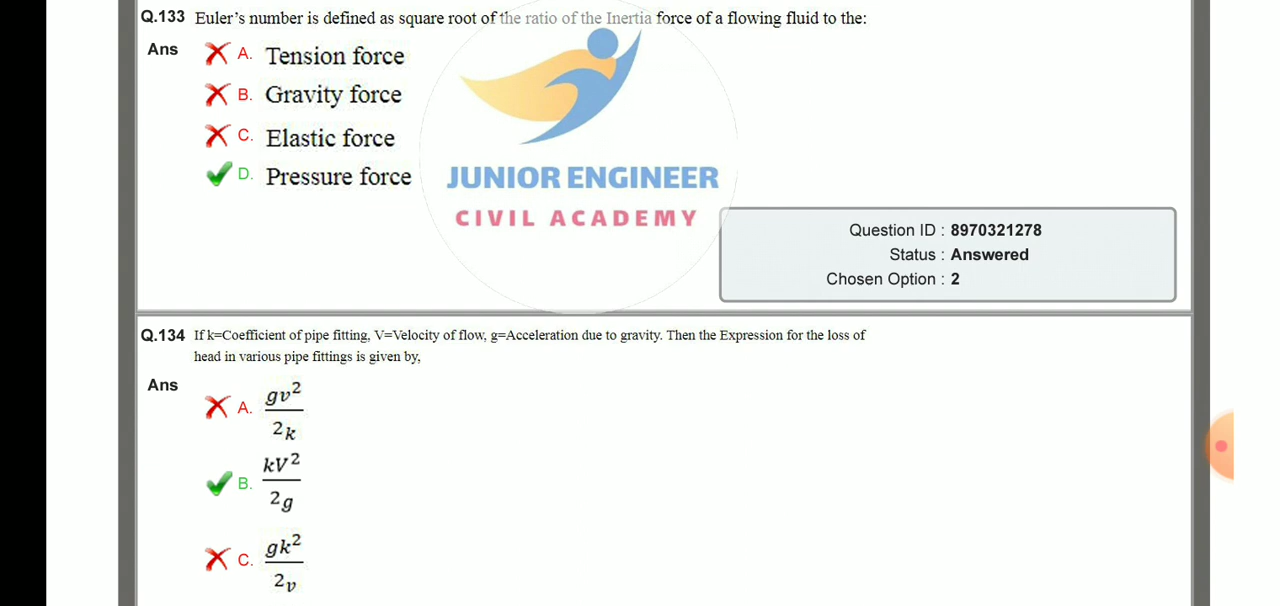 Q.133 Euler's number is defined as square root of the ratio of the Inertia force of a flowing fluid to the:
Ans
A. Tension force
B. Gravity force
C. Elastic force
D. Pressure force
JUNIOR ENGINEER
CIVIL ACADEMY
Question ID : 8970321278
Status : Answered
Chosen Option : 2
Q.134 If k=Coefficient of pipe fitting, V=Velocity of flow, g=Acceleration due to gravity. Then the Expression for the loss of
head in various pipe fittings is given by,
Ans
A. gv²
2k
B. kV²
2g
C. gk²
2v